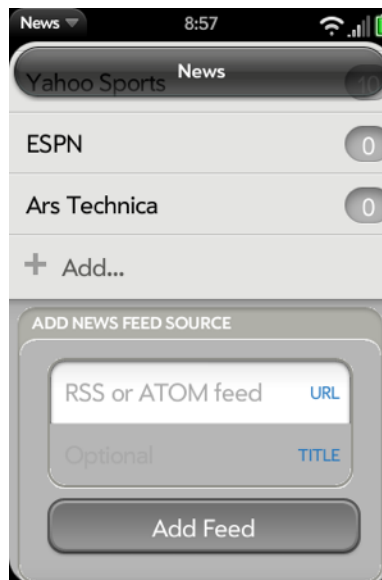 News 8:57
News
Yahoo Sports 10
ESPN 0
Ars Technica 0
+ Add...
ADD NEWS FEED SOURCE
RSS or ATOM feed URL
Optional TITLE
Add Feed